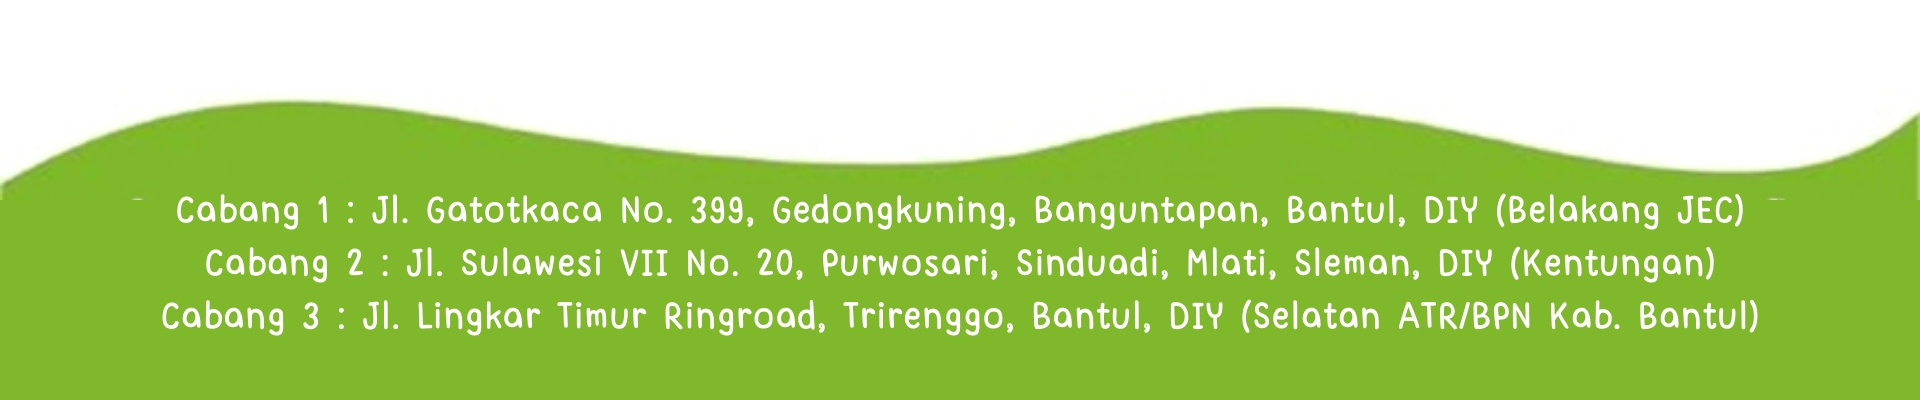 Cabang 1 : Jl. Gatotkaca No. 399, Gedongkuning, Banguntapan, Bantul, DIY (Belakang JEC)
Cabang 2 : Jl. Sulawesi VII No. 20, Purwosari, Sinduadi, Mlati, Sleman, DIY (Kentungan)
Cabang 3 : Jl. Lingkar Timur Ringroad, Trirenggo, Bantul, DIY (Selatan ATR/BPN Kab. Bantul)